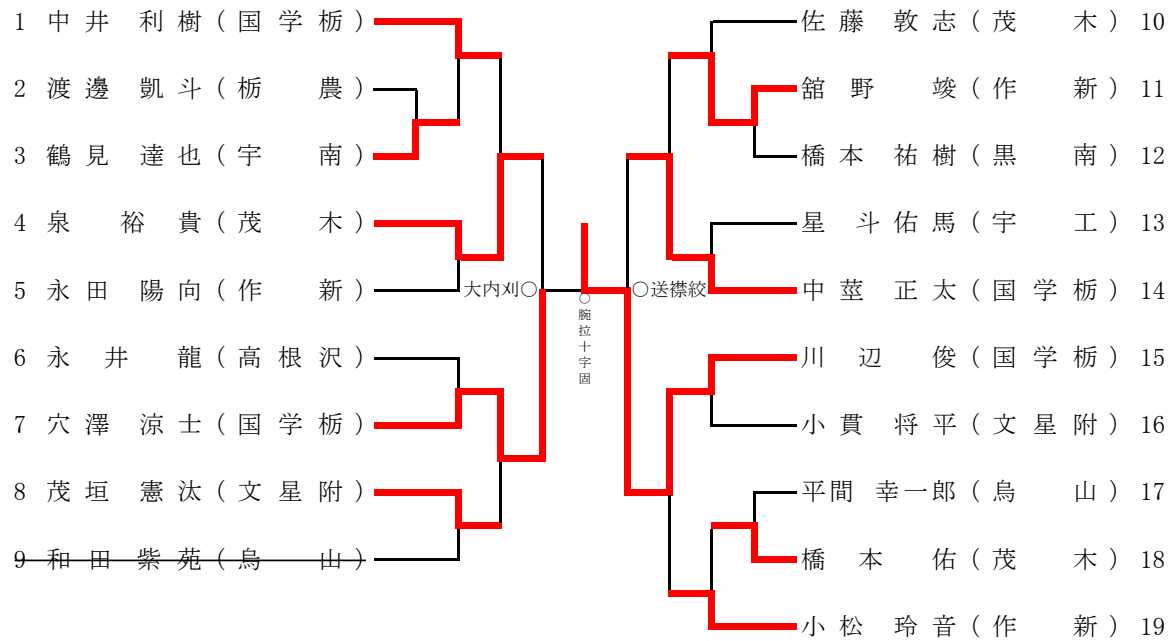 1 中井 利樹(国学栃)
2 渡邊 凱斗(栃 農)
3 鶴見 達也(宇 南)
4 泉 裕貴(茂 木)
5 永田 陽向(作 新)
6 永井 龍(高根沢)
7 穴澤 涼士(国学栃)
8 茂垣 憲汰(文星附)
9 和田 紫苑(烏 山)
大内刈○
○腕拉十字固
○送襟絞
佐藤 敦志(茂 木) 10
舘野 竣(作 新) 11
橋本 祐樹(黒 南) 12
星 斗佑馬(宇 工) 13
中莖 正太(国学栃) 14
川辺 俊(国学栃) 15
小貫 将平(文星附) 16
平間 幸一郎(烏 山) 17
橋本 佑(茂 木) 18
小松 玲音(作 新) 19